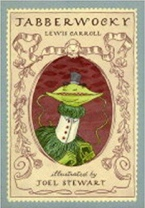 JABBERWOCKY
LEWIS CARROLL
illustrated by
JOEL STEWART